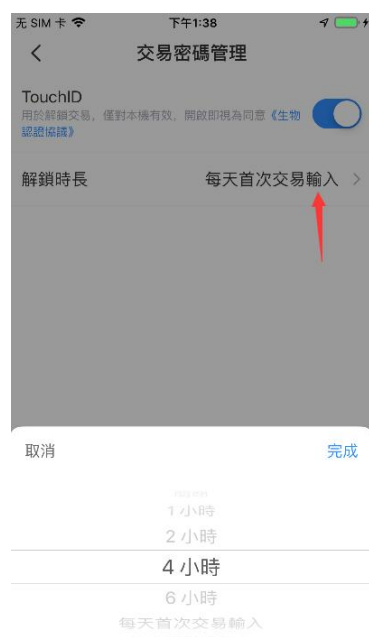 无 SIM 卡
下午1:38
交易密碼管理
TouchID
用於解鎖交易，僅對本機有效，開啟即視為同意《生物
認證協議》
解鎖時長
每天首次交易輸入
取消
完成
1 小時
2 小時
4 小時
6 小時
每天首次交易輸入